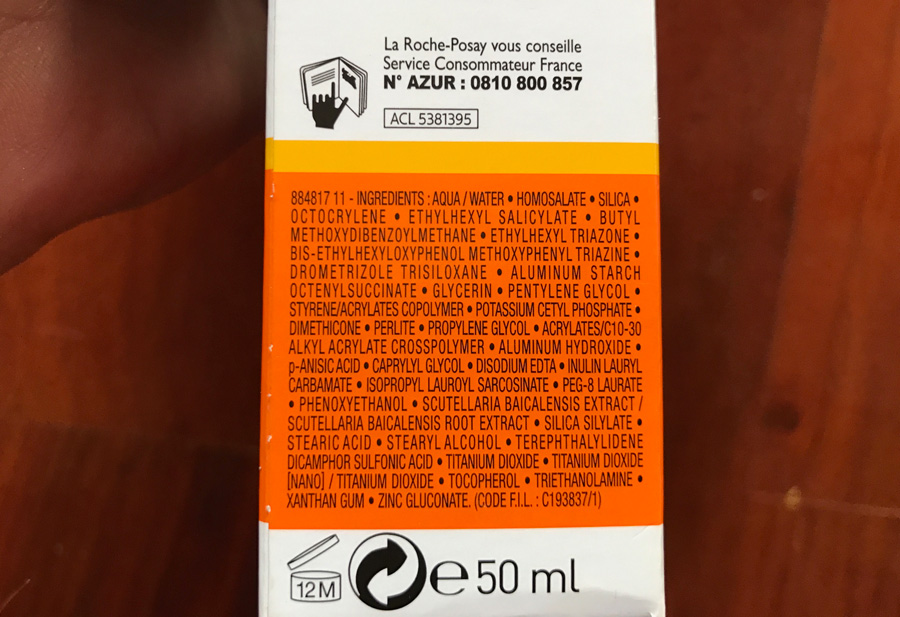 La Roche-Posay vous conseille
Service Consommateur France
N° AZUR : 0810 800 857
ACL 5381395
884817 11 - INGREDIENTS : AQUA / WATER • HOMOSALATE • SILICA •
OCTOCRYLENE • ETHYLHEXYL SALICYLATE • BUTYL
METHOXYDIBENZOYLMETHANE • ETHYLHEXYL TRIAZONE •
BIS-ETHYLHEXYLOXYPHENOL METHOXYPHENYL TRIAZINE •
DROMETRIZOLE TRISILOXANE • ALUMINUM STARCH
OCTENYLSUCCINATE • GLYCERIN • PENTYLENE GLYCOL •
STYRENE/ACRYLATES COPOLYMER • POTASSIUM CETYL PHOSPHATE •
DIMETHICONE • PERLITE • PROPYLENE GLYCOL • ACRYLATES/C10-30
ALKYL ACRYLATE CROSSPOLYMER • ALUMINUM HYDROXIDE •
p-ANISIC ACID • CAPRYLYL GLYCOL • DISODIUM EDTA • INULIN LAURYL
CARBAMATE • ISOPROPYL LAUROYL SARCOSINATE • PEG-8 LAURATE
• PHENOXYETHANOL • SCUTELLARIA BAICALENSIS EXTRACT /
SCUTELLARIA BAICALENSIS ROOT EXTRACT • SILICA SILYLATE •
STEARIC ACID • STEARYL ALCOHOL • TEREPHTHALYLIDENE
DICAMPHOR SULFONIC ACID • TITANIUM DIOXIDE • TITANIUM DIOXIDE
[NANO] / TITANIUM DIOXIDE • TOCOPHEROL • TRIETHANOLAMINE •
XANTHAN GUM • ZINC GLUCONATE. (CODE F.I.L. : C193837/1)
12M
℮ 50 ml